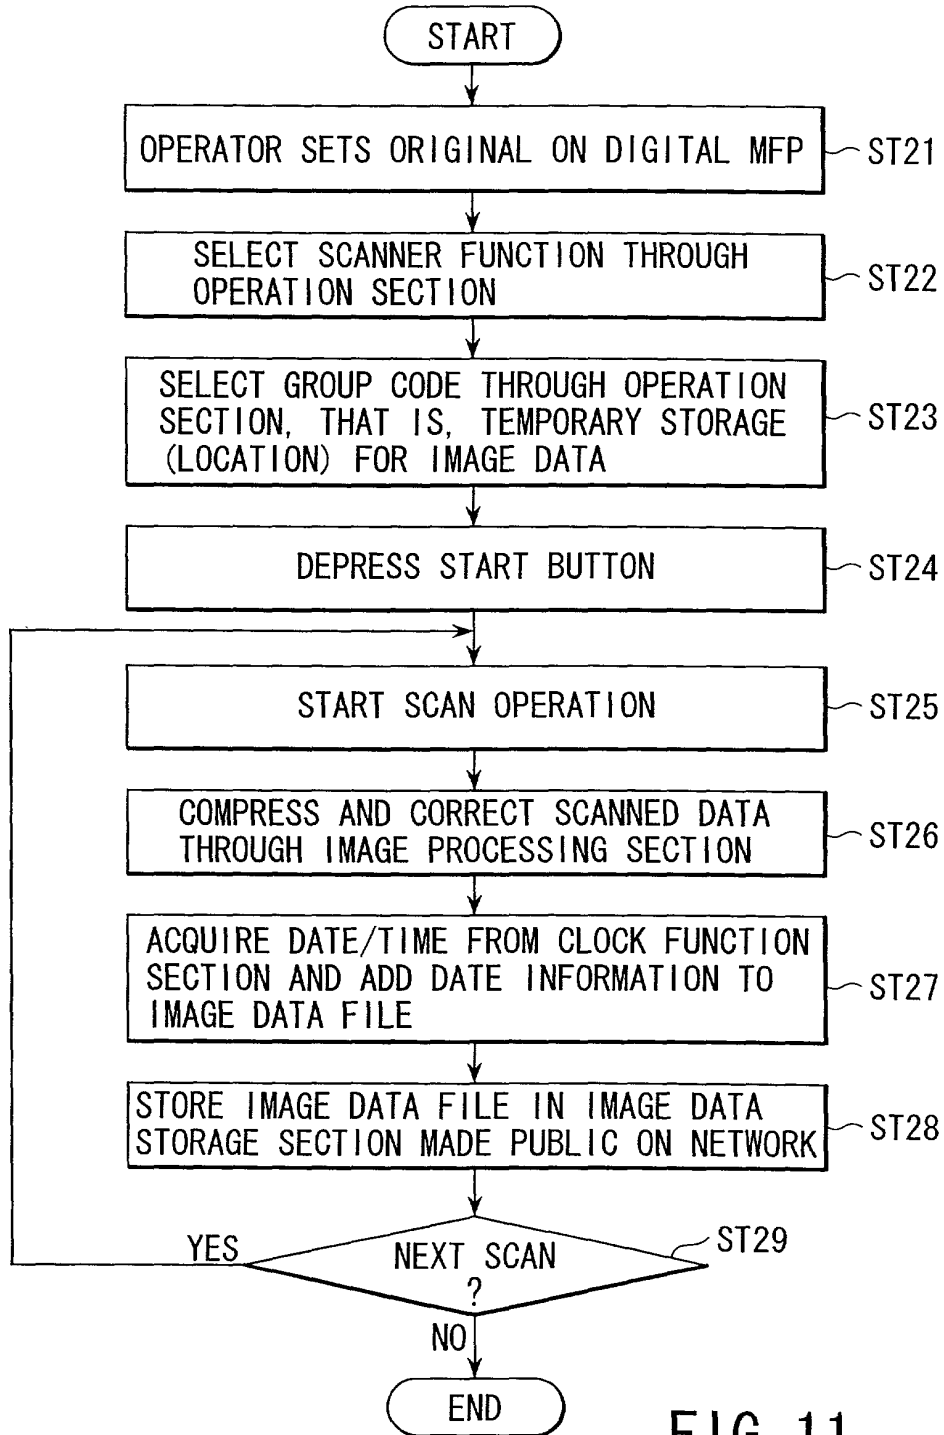 START
OPERATOR SETS ORIGINAL ON DIGITAL MFP
ST21
SELECT SCANNER FUNCTION THROUGH
OPERATION SECTION
ST22
SELECT GROUP CODE THROUGH OPERATION
SECTION, THAT IS, TEMPORARY STORAGE
(LOCATION) FOR IMAGE DATA
ST23
DEPRESS START BUTTON
ST24
START SCAN OPERATION
ST25
COMPRESS AND CORRECT SCANNED DATA
THROUGH IMAGE PROCESSING SECTION
ST26
ACQUIRE DATE/TIME FROM CLOCK FUNCTION
SECTION AND ADD DATE INFORMATION TO
IMAGE DATA FILE
ST27
STORE IMAGE DATA FILE IN IMAGE DATA
STORAGE SECTION MADE PUBLIC ON NETWORK
ST28
YES
NEXT SCAN
?
ST29
NO
END
FIG. 11